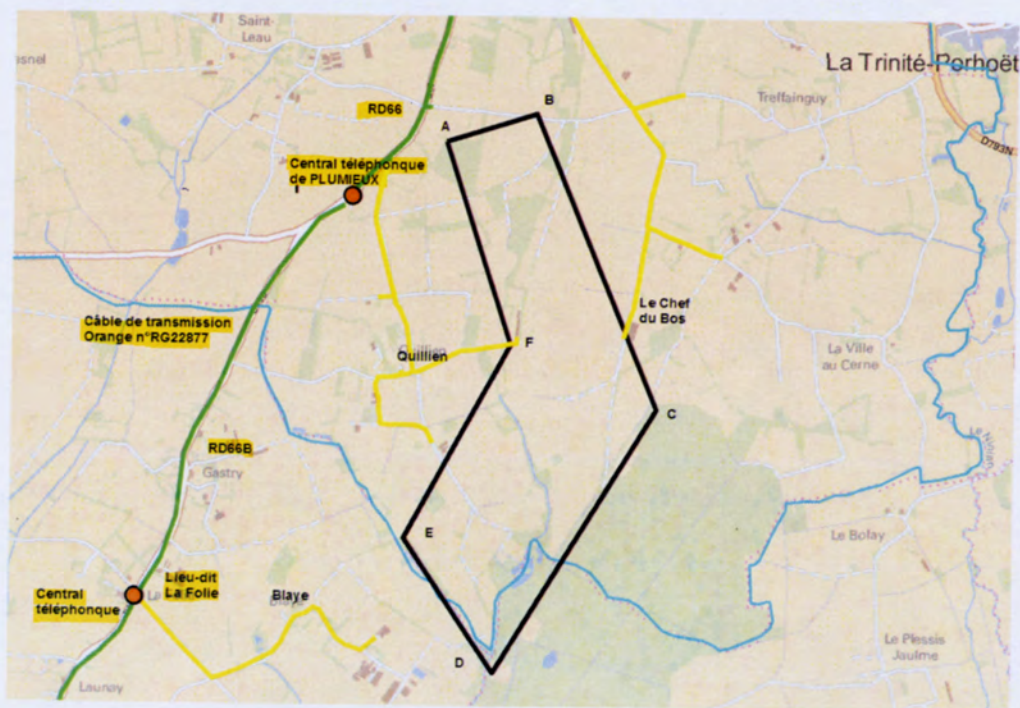 Saint-
Leau
La Trinité-Porhoët
Treffainguy
RD66
B
A
D793N
Central téléphonque
de PLUMIEUX
Le Chef
du Bos
Câble de transmission
Orange n°RG22877
Quillien
F
La Ville
au Cerne
C
RD66B
Gastry
E
Le Bofay
Lieu-dit
La Folie
Central
téléphonque
Blaye
D
Le Plessis
Jaulme
Launay